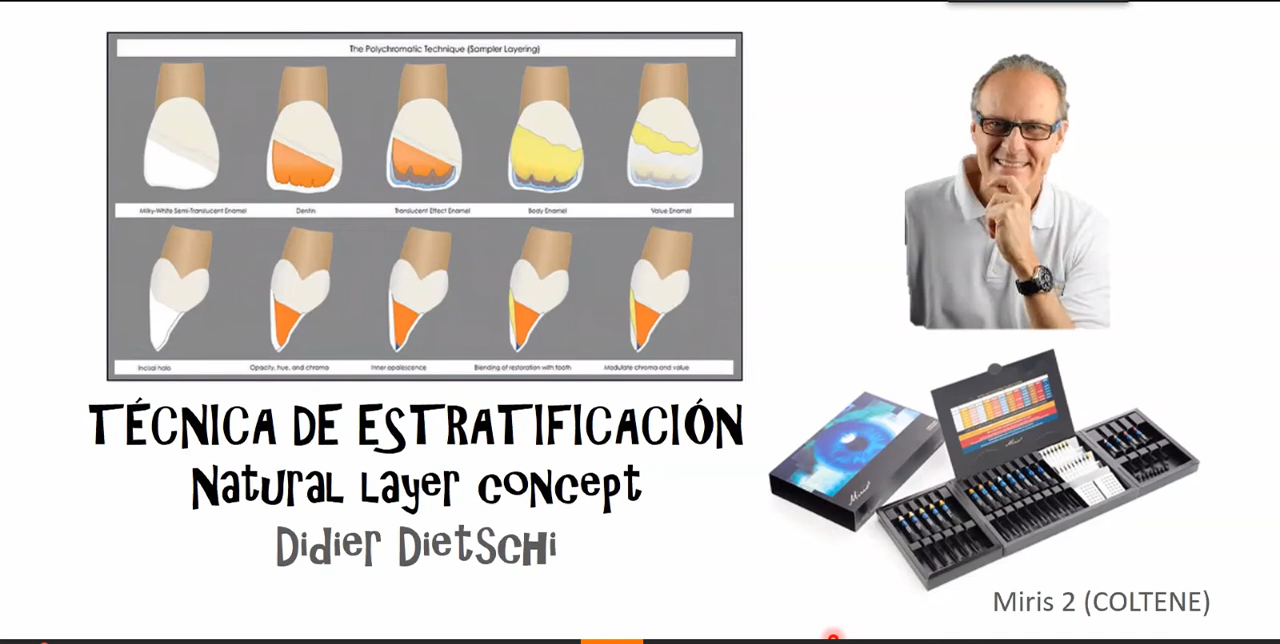 The Polychromatic Technique (Sampler Layering)
Milky-White Semi-Translucent Enamel
Dentin
Translucent Effect Enamel
Body Enamel
Value Enamel
Incisal halo
Opacity, hue, and chroma
Inner opalescence
Blending of restoration with tooth
Modulate chroma and value
TÉCNICA DE ESTRATIFICACIÓN
Natural Layer concept
Didier Dietschi
Miris
Miris 2 (COLTENE)